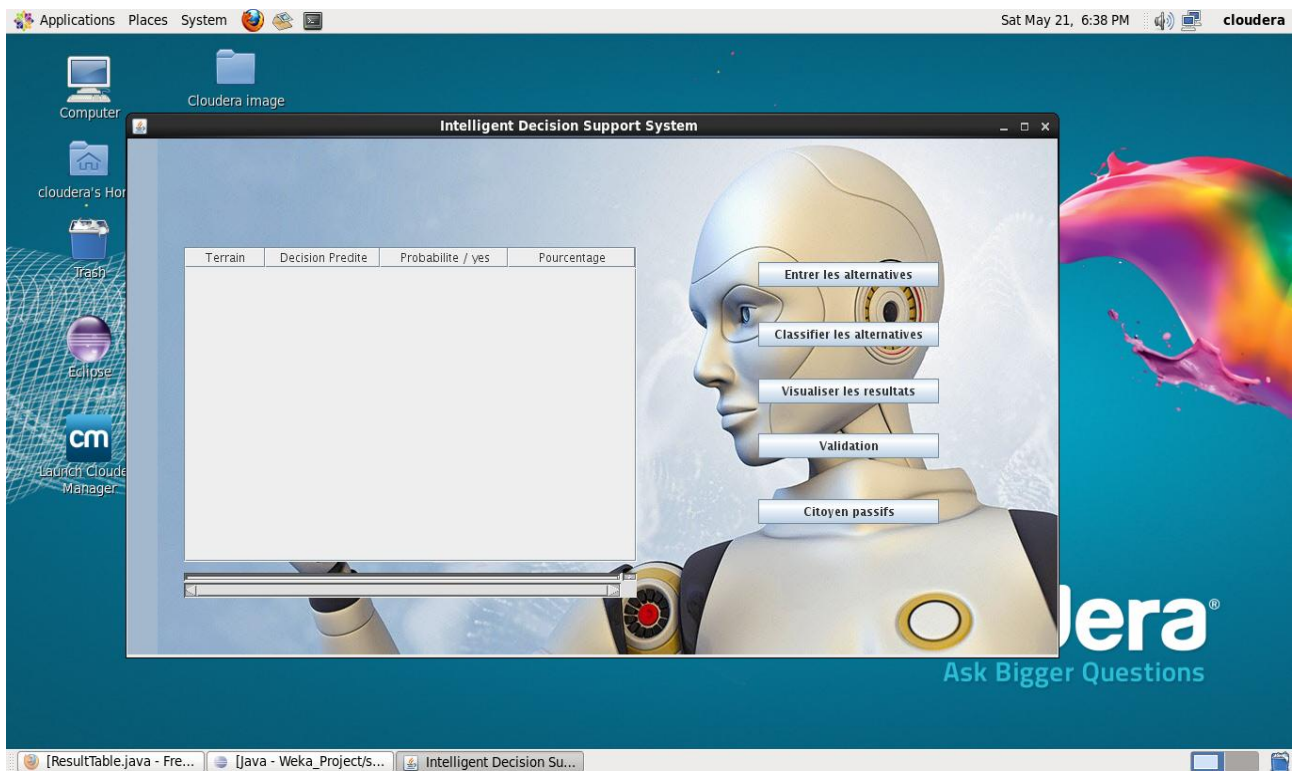 Applications Places System
Sat May 21, 6:38 PM
cloudera
Computer
Cloudera image
cloudera's Hor
Trash
Eclipse
cm
Launch Cloude
Manager
Intelligent Decision Support System
Terrain Decision Predite Probabilite / yes Pourcentage
Entrer les alternatives
Classifier les alternatives
Visualiser les resultats
Validation
Citoyen passifs
dera®
Ask Bigger Questions
[ResultTable.java - Fre... [Java - Weka_Project/s... Intelligent Decision Su...